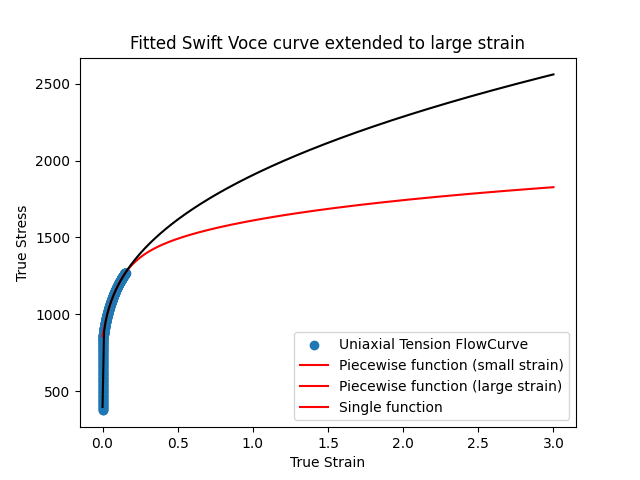 Fitted Swift Voce curve extended to large strain
2500
2000
1500
1000
500
True Stress
Uniaxial Tension FlowCurve
Piecewise function (small strain)
Piecewise function (large strain)
Single function
0.0 0.5 1.0 1.5 2.0 2.5 3.0
True Strain